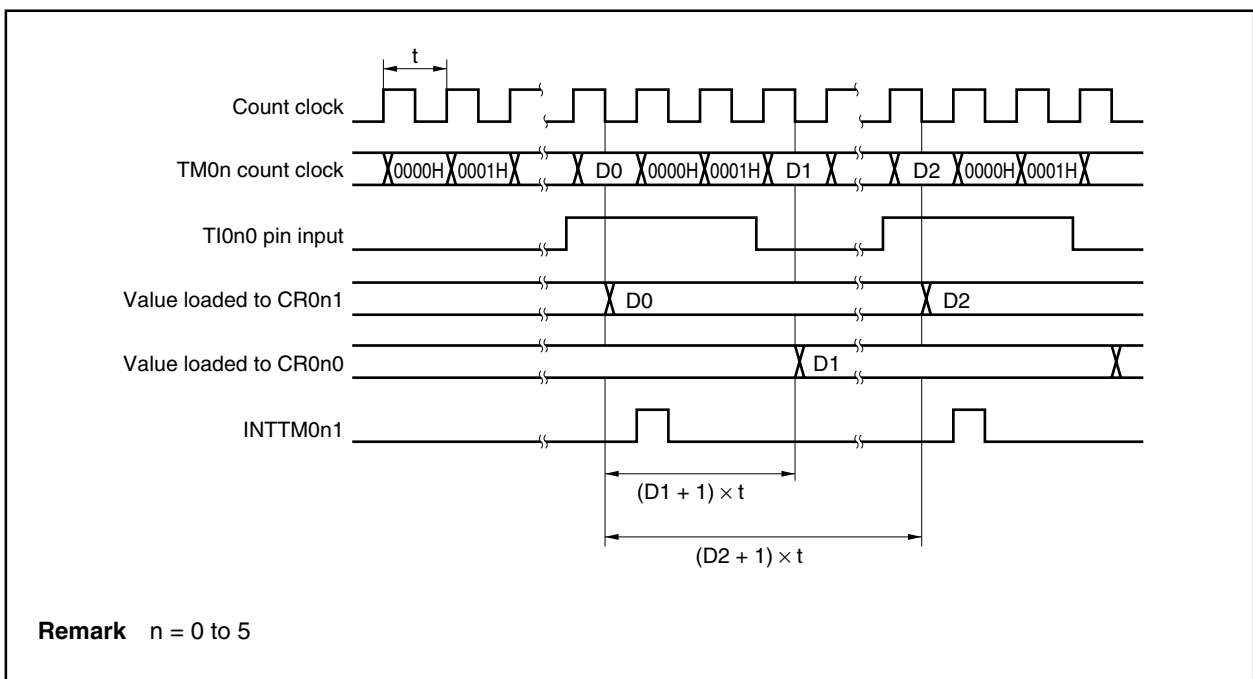 t
Count clock
TM0n count clock 0000H 0001H D0 0000H 0001H D1 D2 0000H 0001H
TI0n0 pin input
Value loaded to CR0n1 D0 D2
Value loaded to CR0n0 D1
INTTM0n1
(D1 + 1) × t
(D2 + 1) × t
Remark n = 0 to 5